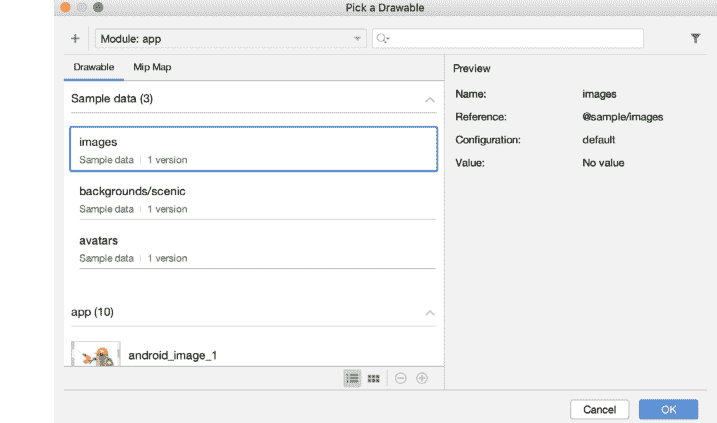 Pick a Drawable
Module: app
Drawable Mip Map
Sample data (3)
images
Sample data 1 version
backgrounds/scenic
Sample data 1 version
avatars
Sample data 1 version
app (10)
android_image_1
Preview
Name: images
Reference: @sample/images
Configuration: default
Value: No value
Cancel OK